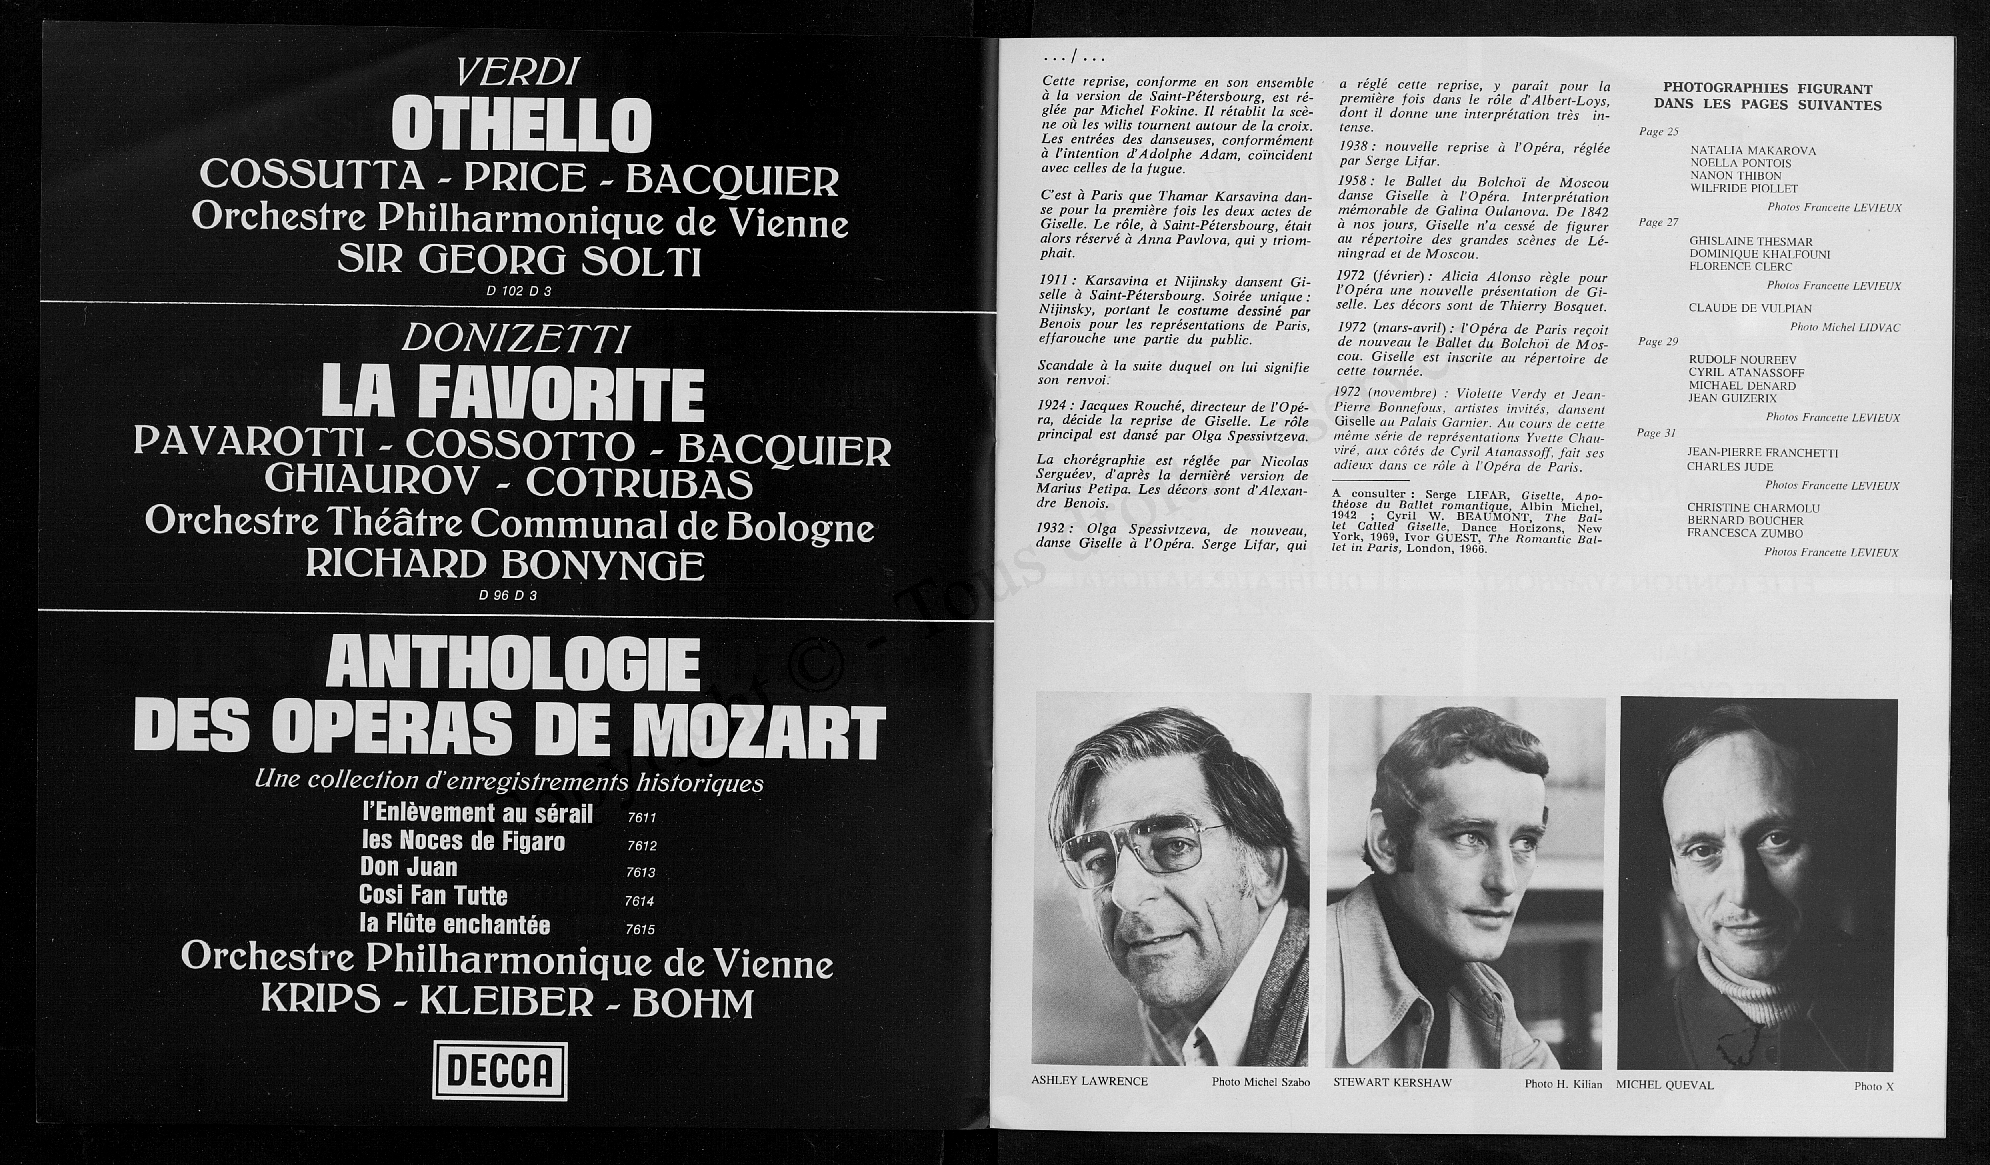 VERDI
OTHELLO
COSSUTTA - PRICE - BACQUIER
Orchestre Philharmonique de Vienne
SIR GEORG SOLTI
D 102 D 3
DONIZETTI
LA FAVORITE
PAVAROTTI - COSSOTTO - BACQUIER
GHIAUROV - COTRUBAS
Orchestre Théâtre Communal de Bologne
RICHARD BONYNGE
D 96 D 3
ANTHOLOGIE
DES OPERAS DE MOZART
Une collection d'enregistrements historiques
l'Enlèvement au sérail 7611
les Noces de Figaro 7612
Don Juan 7613
Cosi Fan Tutte 7614
la Flûte enchantée 7615
Orchestre Philharmonique de Vienne
KRIPS - KLEIBER - BOHM
DECCA
.../...
Cette reprise, conforme en son ensemble
à la version de Saint-Pétersbourg, est ré-
glée par Michel Fokine. Il rétablit la scè-
ne où les wilis tournent autour de la croix.
Les entrées des danseuses, conformément
à l'intention d'Adolphe Adam, coïncident
avec celles de la fugue.
C'est à Paris que Thamar Karsavina dan-
se pour la première fois les deux actes de
Giselle. Le rôle, à Saint-Pétersbourg, était
alors réservé à Anna Pavlova, qui y triom-
phait.
1911 : Karsavina et Nijinsky dansent Gi-
selle à Saint-Pétersbourg. Soirée unique :
Nijinsky, portant le costume dessiné par
Benois pour les représentations de Paris,
effarouche une partie du public.
Scandale à la suite duquel on lui signifie
son renvoi.
1924 : Jacques Rouché, directeur de l'Opé-
ra, décide la reprise de Giselle. Le rôle
principal est dansé par Olga Spessivtzeva.
La chorégraphie est réglée par Nicolas
Serguéev, d'après la dernière version de
Marius Petipa. Les décors sont d'Alexan-
dre Benois.
1932 : Olga Spessivtzeva, de nouveau,
danse Giselle à l'Opéra. Serge Lifar, qui
a réglé cette reprise, y paraît pour la
première fois dans le rôle d'Albert-Loys,
dont il donne une interprétation très in-
tense.
1938 : nouvelle reprise à l'Opéra, réglée
par Serge Lifar.
1958 : le Ballet du Bolchoï de Moscou
danse Giselle à l'Opéra. Interprétation
mémorable de Galina Oulanova. De 1842
à nos jours, Giselle n'a cessé de figurer
au répertoire des grandes scènes de Lé-
ningrad et de Moscou.
1972 (février) : Alicia Alonso règle pour
l'Opéra une nouvelle présentation de Gi-
selle. Les décors sont de Thierry Bosquet.
1972 (mars-avril) : l'Opéra de Paris reçoit
de nouveau le Ballet du Bolchoï de Mos-
cou. Giselle est inscrite au répertoire de
cette tournée.
1972 (novembre) : Violette Verdy et Jean-
Pierre Bonnefous, artistes invités, dansent
Giselle au Palais Garnier. Au cours de cette
même série de représentations Yvette Chau-
viré, aux côtés de Cyril Atanassoff, fait ses
adieux dans ce rôle à l'Opéra de Paris.
A consulter : Serge LIFAR, Giselle, Apo-
théose du Ballet romantique, Albin Michel,
1942 ; Cyril W. BEAUMONT, The Bal-
let Called Giselle, Dance Horizons, New
York, 1969, Ivor GUEST, The Romantic Bal-
let in Paris, London, 1966.
PHOTOGRAPHIES FIGURANT
DANS LES PAGES SUIVANTES
Page 25
NATALIA MAKAROVA
NOELLA PONTOIS
NANON THIBON
WILFRIDE PIOLLET
Photos Francette LEVIEUX
Page 27
GHISLAINE THESMAR
DOMINIQUE KHALFOUNI
FLORENCE CLERC
Photos Francette LEVIEUX
CLAUDE DE VULPIAN
Photo Michel LIDVAC
Page 29
RUDOLF NOUREEV
CYRIL ATANASSOFF
MICHAEL DENARD
JEAN GUIZERIX
Photos Francette LEVIEUX
Page 31
JEAN-PIERRE FRANCHETTI
CHARLES JUDE
Photos Francette LEVIEUX
CHRISTINE CHARMOLU
BERNARD BOUCHER
FRANCESCA ZUMBO
Photos Francette LEVIEUX
ASHLEY LAWRENCE Photo Michel Szabo
STEWART KERSHAW Photo H. Kilian
MICHEL QUEVAL Photo X